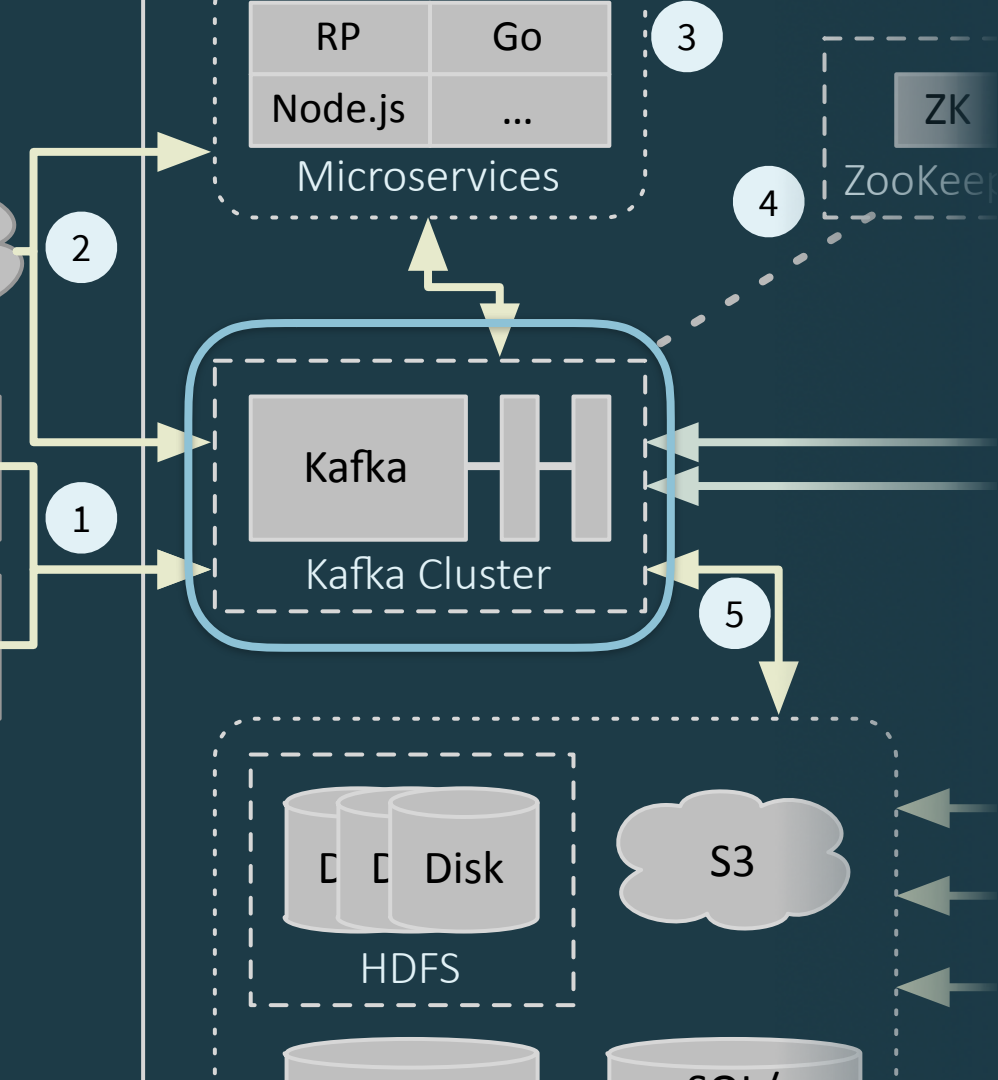 RP
Go
3
Node.js
...
ZK
Microservices
4
2
Kafka
1
Kafka Cluster
5
D
D
Disk
S3
HDFS